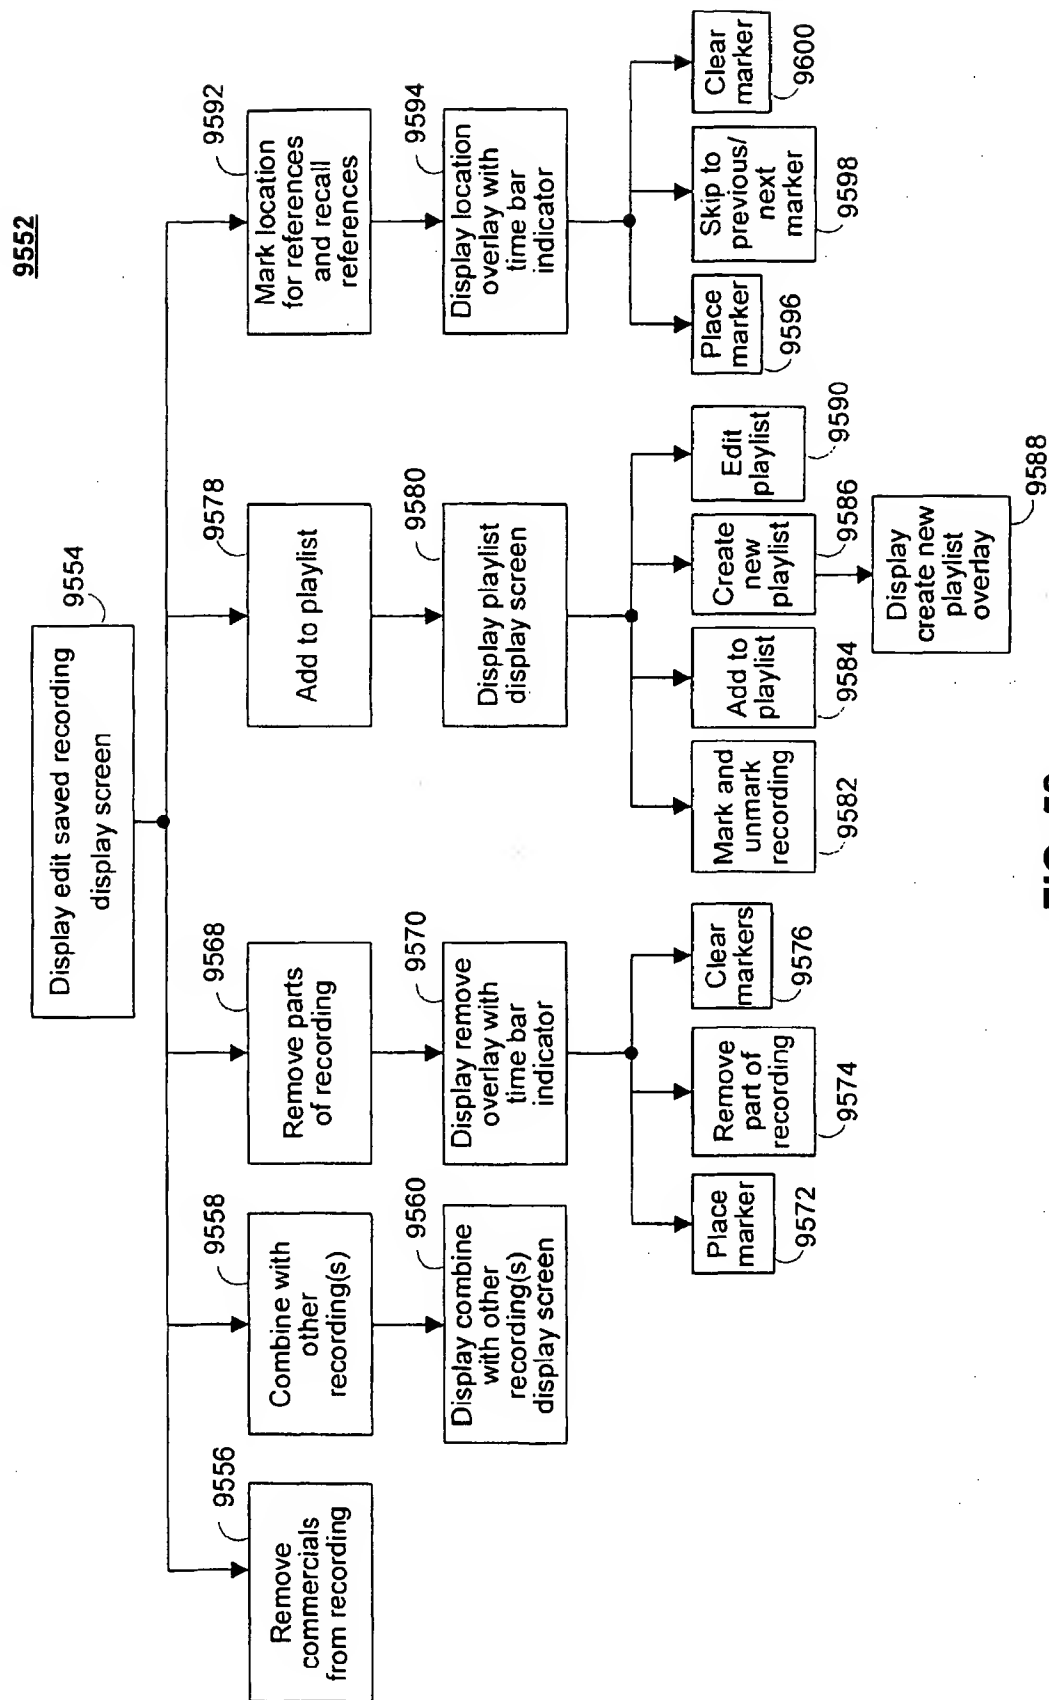 9552
Display edit saved recording
display screen
9554
Remove
commercials
from recording
9556
Combine with
other
recording(s)
9558
Display combine
with other
recording(s)
display screen
9560
Remove parts
of recording
9568
Display remove
overlay with
time bar
indicator
9570
Place
marker
9572
Remove
part of
recording
9574
Clear
markers
9576
Add to playlist
9578
Display playlist
display screen
9580
Mark and
unmark
recording
9582
Add to
playlist
9584
Create
new
playlist
9586
Display
create new
playlist
overlay
9588
Edit
playlist
9590
Mark location
for references
and recall
references
9592
Display location
overlay with
time bar
indicator
9594
Place
marker
9596
Skip to
previous/
next
marker
9598
Clear
marker
9600